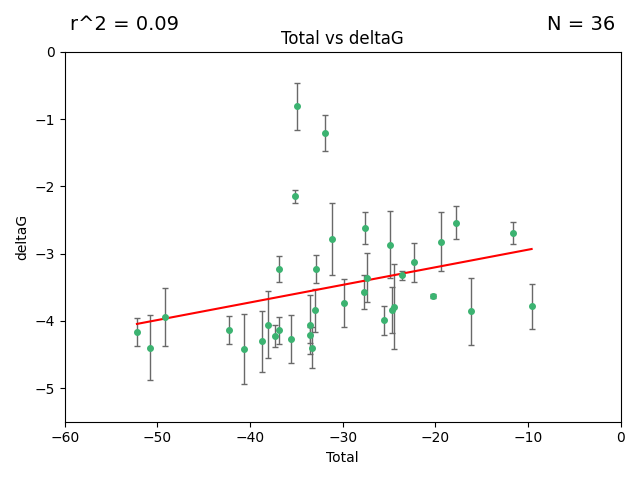 r^2 = 0.09
N = 36
Total vs deltaG
0
−1
−2
−3
−4
−5
deltaG
−60
−50
−40
−30
−20
−10
0
Total